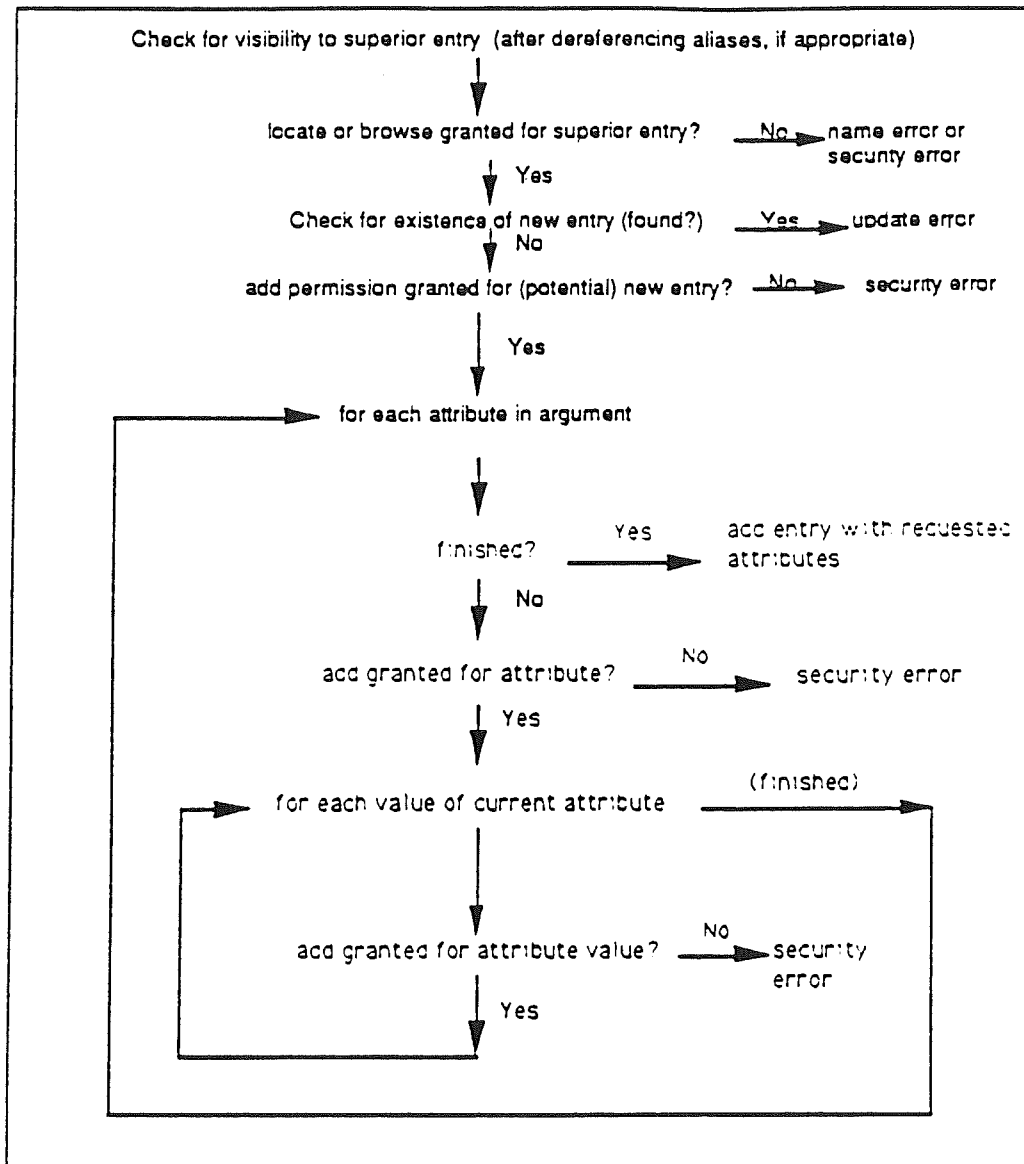 Check for visibility to superior entry (after dereferencing aliases, if appropriate)
locate or browse granted for superior entry?
No
name error or
security error
Yes
Check for existence of new entry (found?)
Yes
update error
No
add permission granted for (potential) new entry?
No
security error
Yes
for each attribute in argument
finished?
Yes
add entry with requested
attributes
No
add granted for attribute?
No
security error
Yes
for each value of current attribute
(finished)
add granted for attribute value?
No
security
error
Yes